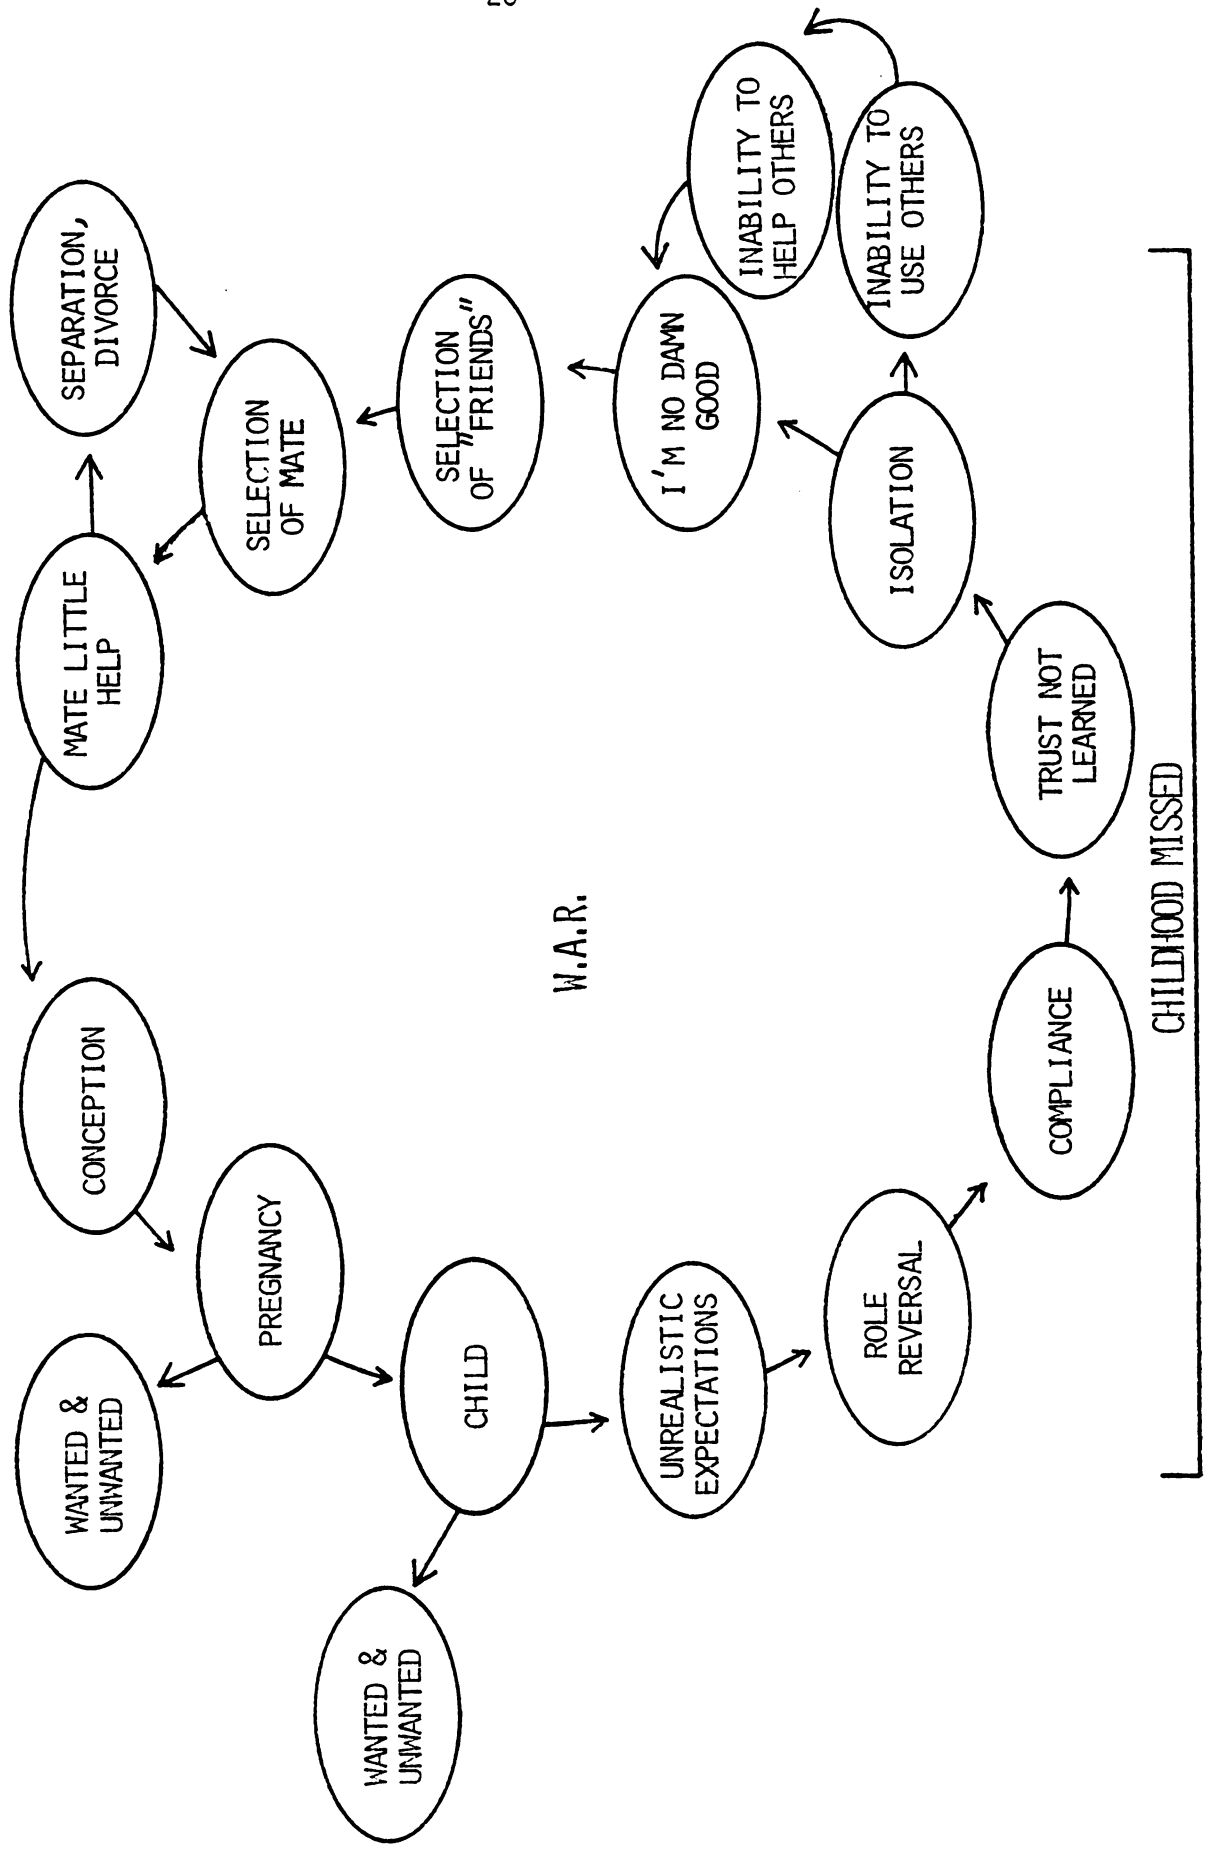 WANTED &
UNWANTED
CONCEPTION
MATE LITTLE
HELP
SEPARATION,
DIVORCE
PREGNANCY
SELECTION
OF MATE
WANTED &
UNWANTED
CHILD
SELECTION
OF "FRIENDS"
W.A.R.
UNREALISTIC
EXPECTATIONS
I'M NO DAMN
GOOD
INABILITY TO
HELP OTHERS
ROLE
REVERSAL
ISOLATION
INABILITY TO
USE OTHERS
COMPLIANCE
TRUST NOT
LEARNED
CHILDHOOD MISSED